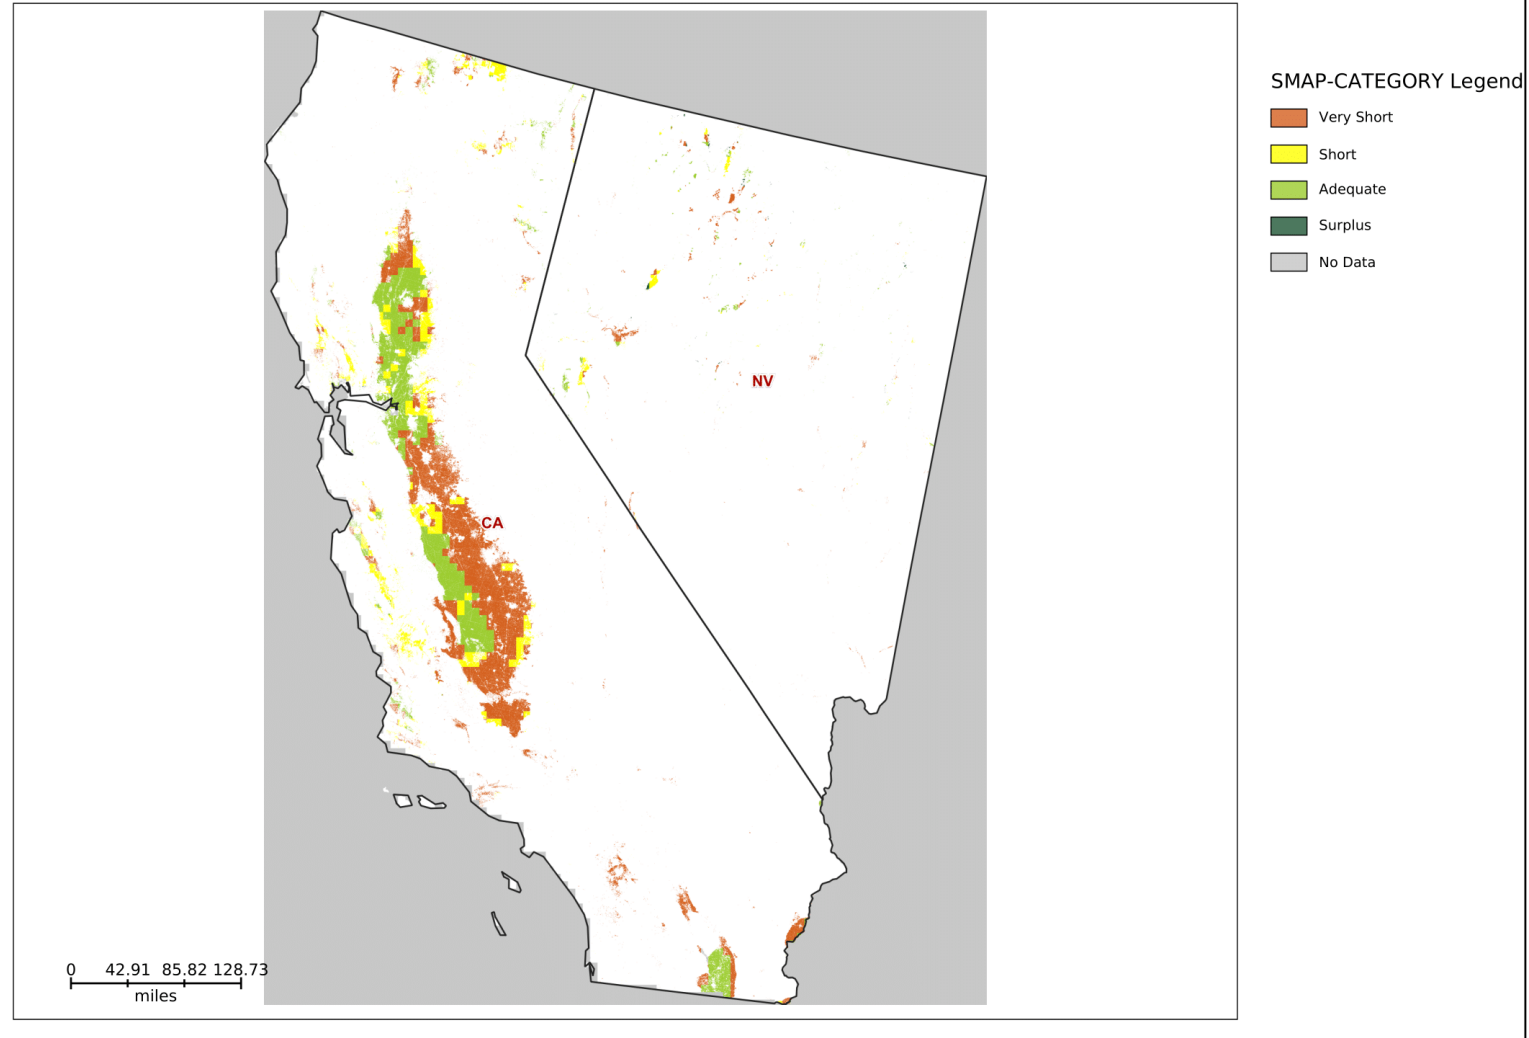 SMAP-CATEGORY Legend
Very Short
Short
Adequate
Surplus
No Data
NV
CA
0 42.91 85.82 128.73
miles